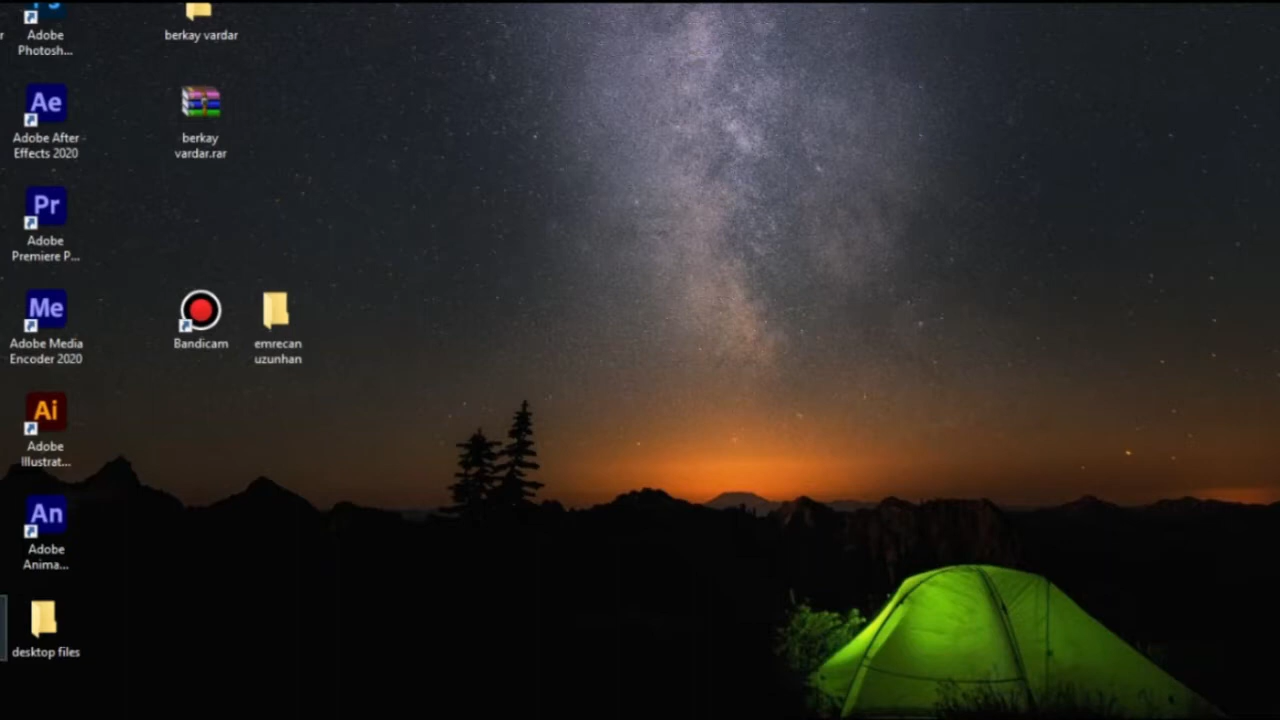 Adobe
Photosh...
Ae
Adobe After
Effects 2020
Pr
Adobe
Premiere P...
Me
Adobe Media
Encoder 2020
Ai
Adobe
Illustrat...
An
Adobe
Anima...
desktop files
berkay vardar
berkay
vardar.rar
Bandicam
emrecan
uzunhan